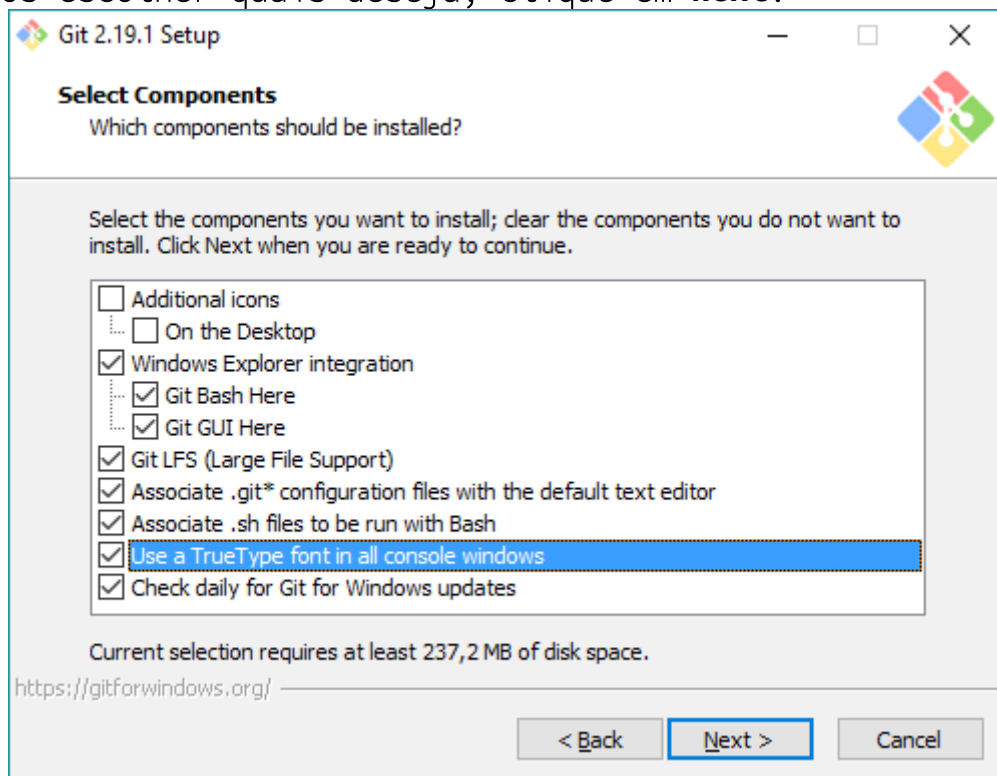 Git 2.19.1 Setup
Select Components
Which components should be installed?
Select the components you want to install; clear the components you do not want to
install. Click Next when you are ready to continue.
Additional icons
On the Desktop
Windows Explorer integration
Git Bash Here
Git GUI Here
Git LFS (Large File Support)
Associate .git* configuration files with the default text editor
Associate .sh files to be run with Bash
Use a TrueType font in all console windows
Check daily for Git for Windows updates
Current selection requires at least 237,2 MB of disk space.
https://gitforwindows.org/
< Back Next > Cancel